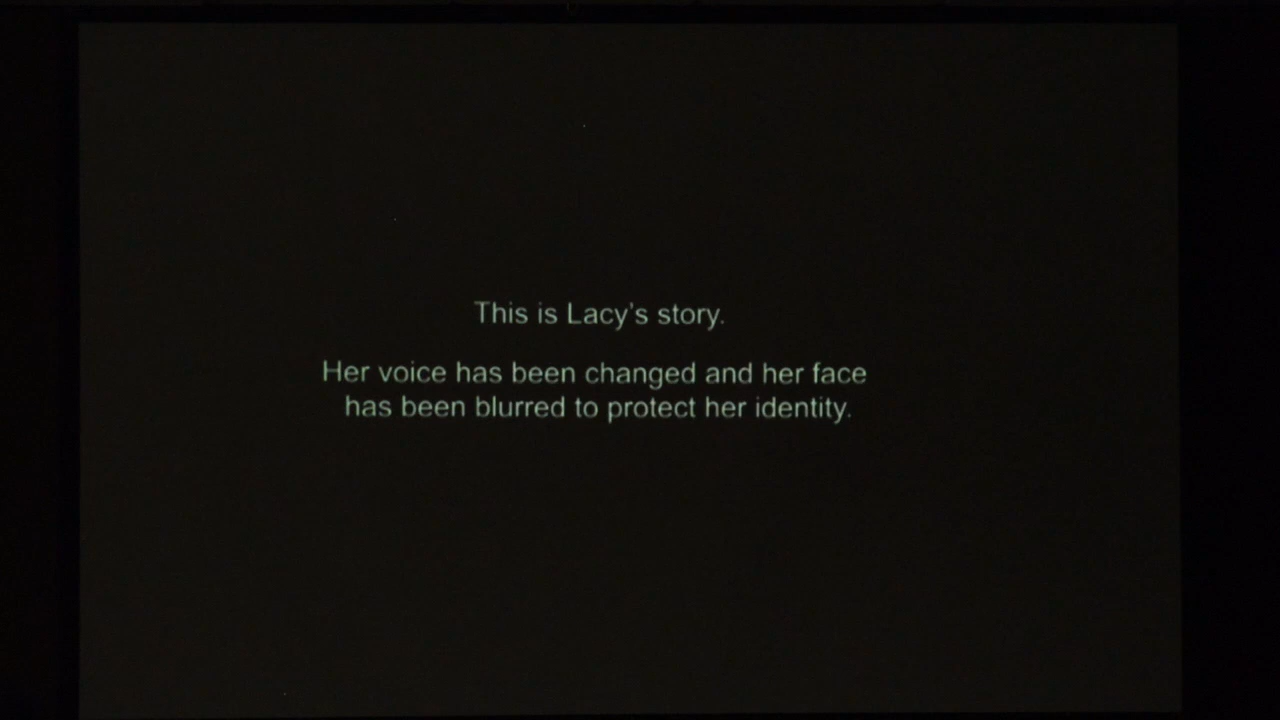 This is Lacy's story.
Her voice has been changed and her face
has been blurred to protect her identity.